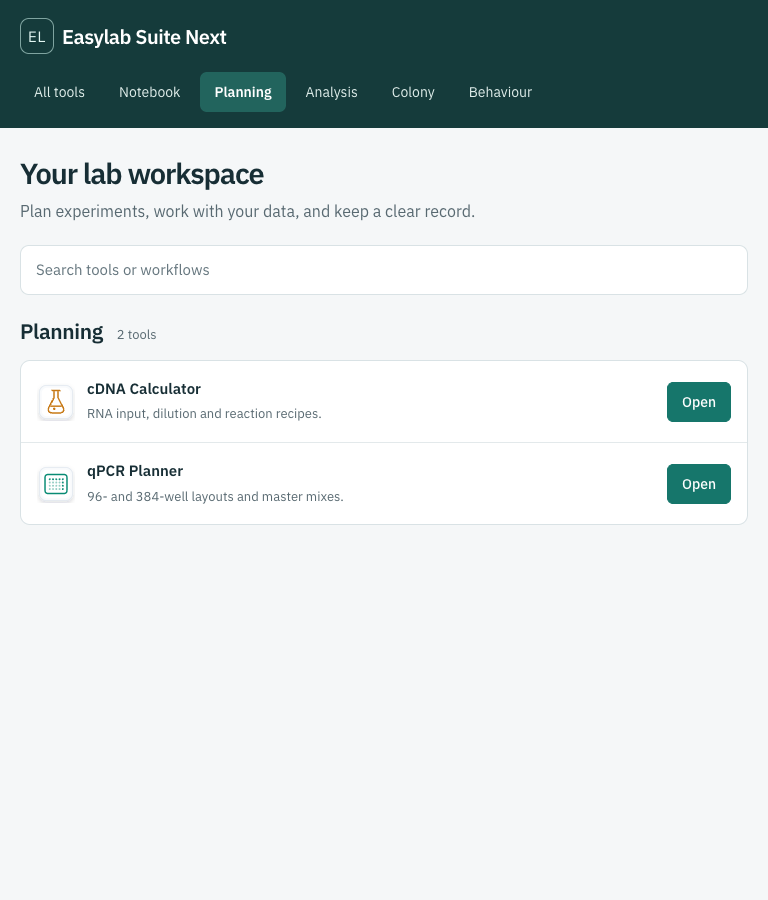 EL Easylab Suite Next
All tools Notebook Planning Analysis Colony Behaviour
Your lab workspace
Plan experiments, work with your data, and keep a clear record.
Search tools or workflows
Planning 2 tools
cDNA Calculator
RNA input, dilution and reaction recipes.
Open
qPCR Planner
96- and 384-well layouts and master mixes.
Open